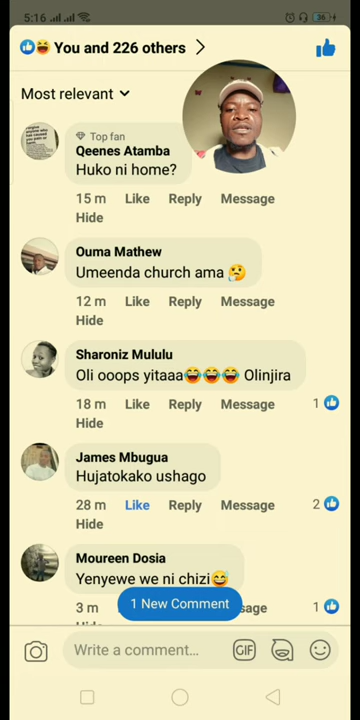 5:16
36
You and 226 others
Most relevant
Top fan
Qeenes Atamba
Huko ni home?
15 m Like Reply Message
Hide
Ouma Mathew
Umeenda church ama 🤔
12 m Like Reply Message
Hide
Sharoniz Mululu
Oli ooops yitaaa😂😂😂 Olinjira
18 m Like Reply Message 1
Hide
James Mbugua
Hujatokako ushago
28 m Like Reply Message 2
Hide
Moureen Dosia
Yenyewe we ni chizi😅
1 New Comment
3 m sage 1
Write a comment...
GIF